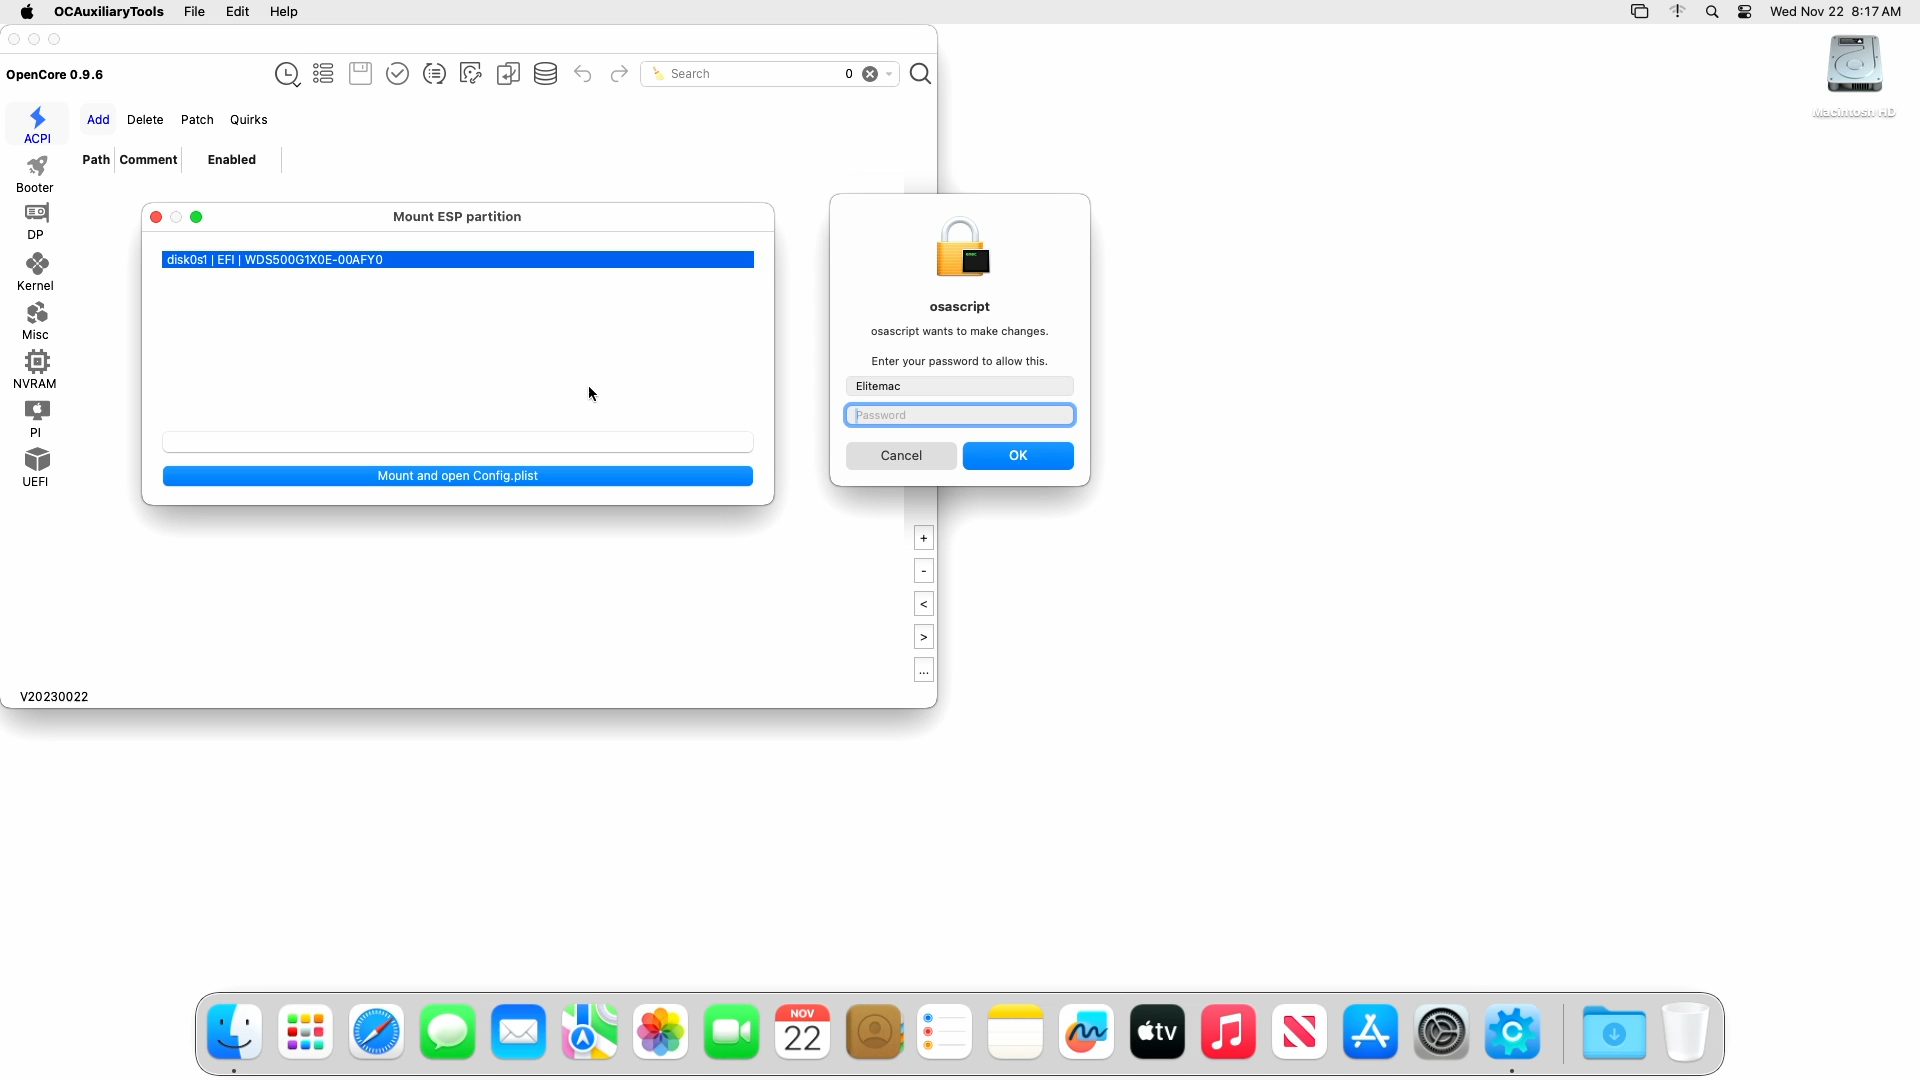 OCAuxiliaryTools File Edit Help
Wed Nov 22 8:17 AM
Macintosh HD
OpenCore 0.9.6
Search 0
ACPI
Booter
DP
Kernel
Misc
NVRAM
PI
UEFI
Add Delete Patch Quirks
Path Comment Enabled
Mount ESP partition
disk0s1 | EFI | WDS500G1X0E-00AFY0
Mount and open Config.plist
exec
osascript
osascript wants to make changes.
Enter your password to allow this.
Elitemac
Password
Cancel OK
+
-
<
>
...
V20230022
NOV
22
tv